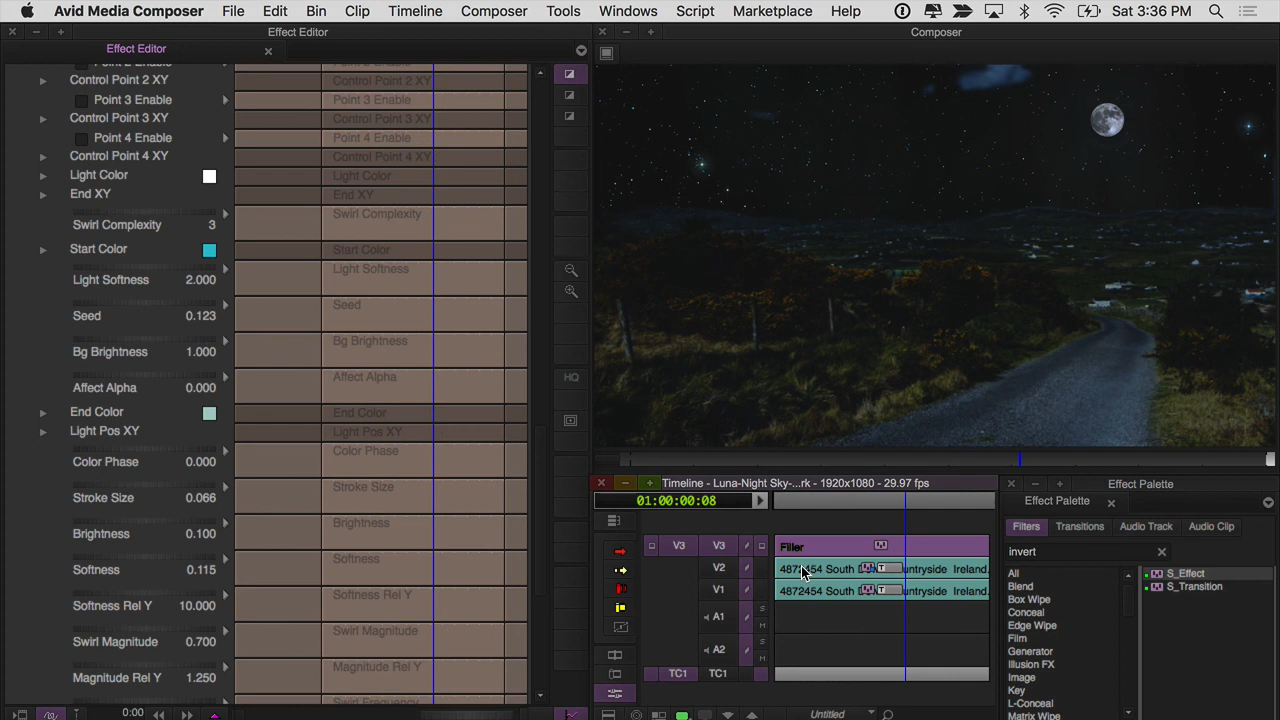 Avid Media Composer File Edit Bin Clip Timeline Composer Tools Windows Script Marketplace Help Sat 3:36 PM
Effect Editor
Composer
Effect Editor
Control Point 2 XY Control Point 2 XY
Point 3 Enable Point 3 Enable
Control Point 3 XY Control Point 3 XY
Point 4 Enable Point 4 Enable
Control Point 4 XY Control Point 4 XY
Light Color Light Color
End XY End XY
Swirl Complexity 3 Swirl Complexity
Start Color Start Color
Light Softness 2.000 Light Softness
Seed 0.123 Seed
Bg Brightness 1.000 Bg Brightness
Affect Alpha 0.000 Affect Alpha
End Color End Color
Light Pos XY Light Pos XY
Color Phase 0.000 Color Phase
Stroke Size 0.066 Stroke Size
Brightness 0.100 Brightness
Softness 0.115 Softness
Softness Rel Y 10.000 Softness Rel Y
Swirl Magnitude 0.700 Swirl Magnitude
Magnitude Rel Y 1.250 Magnitude Rel Y
Swirl Frequency
0:00
HQ
Timeline - Luna-Night Sky-...rk - 1920x1080 - 29.97 fps
01:00:00:08
V3 V3 Filler
V2 South untryside Ireland.
V1 4872454 South untryside Ireland.
A1 S M
A2 S M
TC1 TC1
Untitled
Effect Palette
Effect Palette
Filters Transitions Audio Track Audio Clip
invert
All
Blend
Box Wipe
Conceal
Edge Wipe
Film
Generator
Illusion FX
Image
Key
L-Conceal
Matrix Wipe
S_Effect
S_Transition